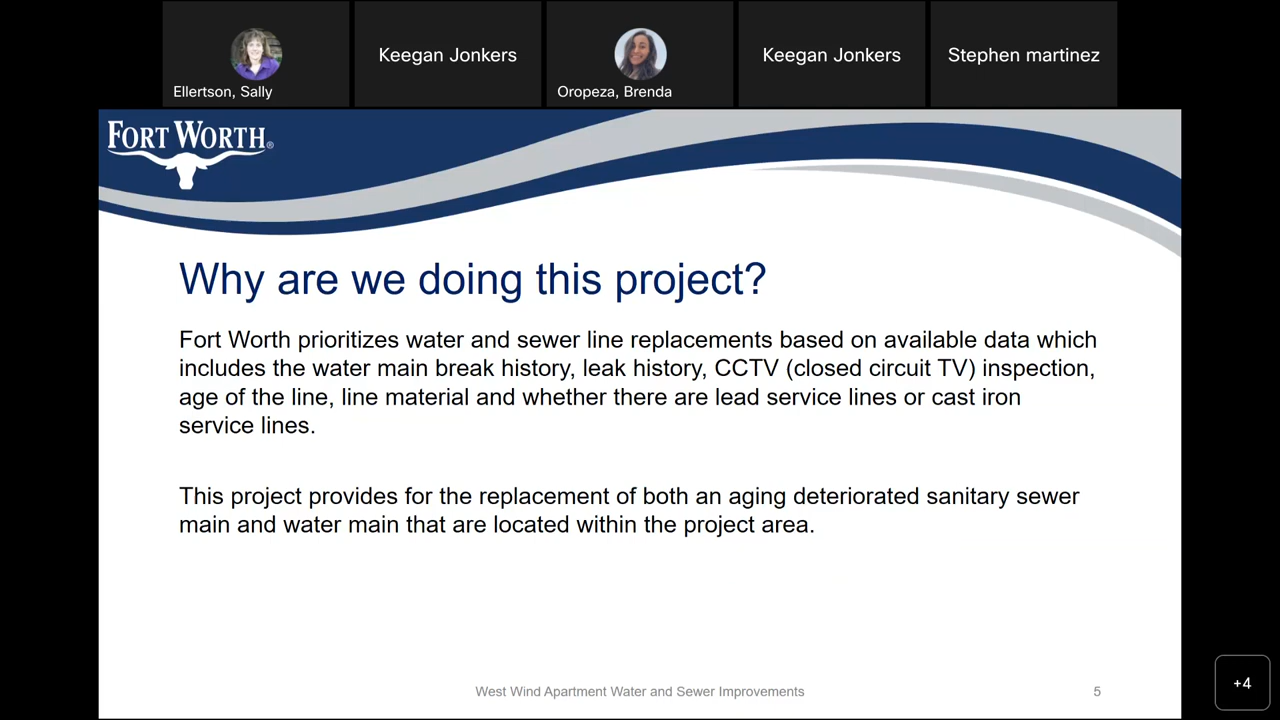 Ellertson, Sally
Keegan Jonkers
Oropeza, Brenda
Keegan Jonkers
Stephen martinez
FORT WORTH®
Why are we doing this project?
Fort Worth prioritizes water and sewer line replacements based on available data which
includes the water main break history, leak history, CCTV (closed circuit TV) inspection,
age of the line, line material and whether there are lead service lines or cast iron
service lines.
This project provides for the replacement of both an aging deteriorated sanitary sewer
main and water main that are located within the project area.
West Wind Apartment Water and Sewer Improvements
5
+4